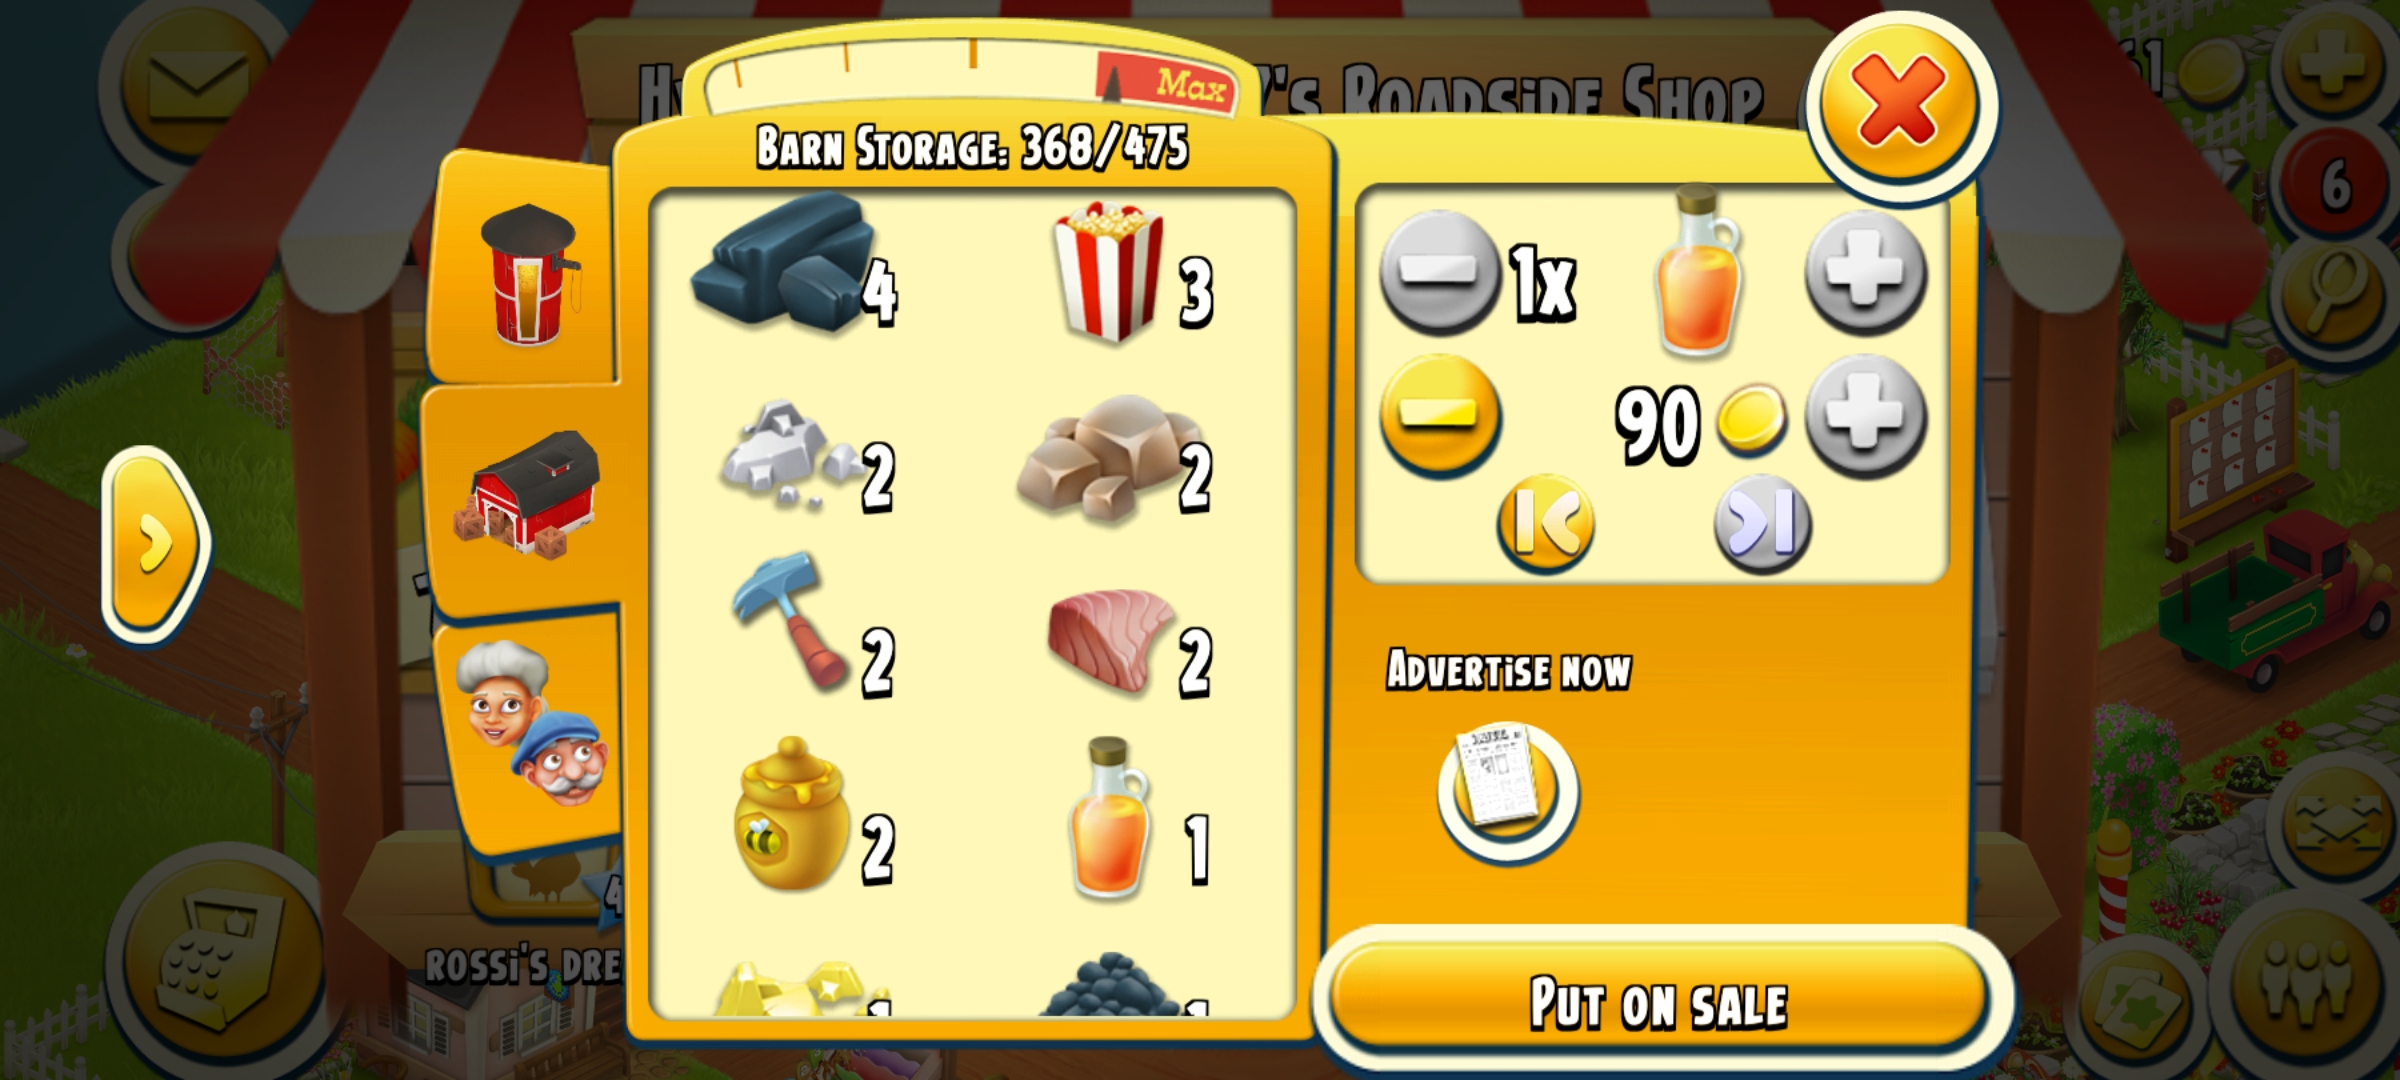 's Roadside Shop
Max
Barn Storage: 368/475
4
3
2
2
2
2
2
1
1x
90
6
Advertise now
Put on sale
Rossi's Dre